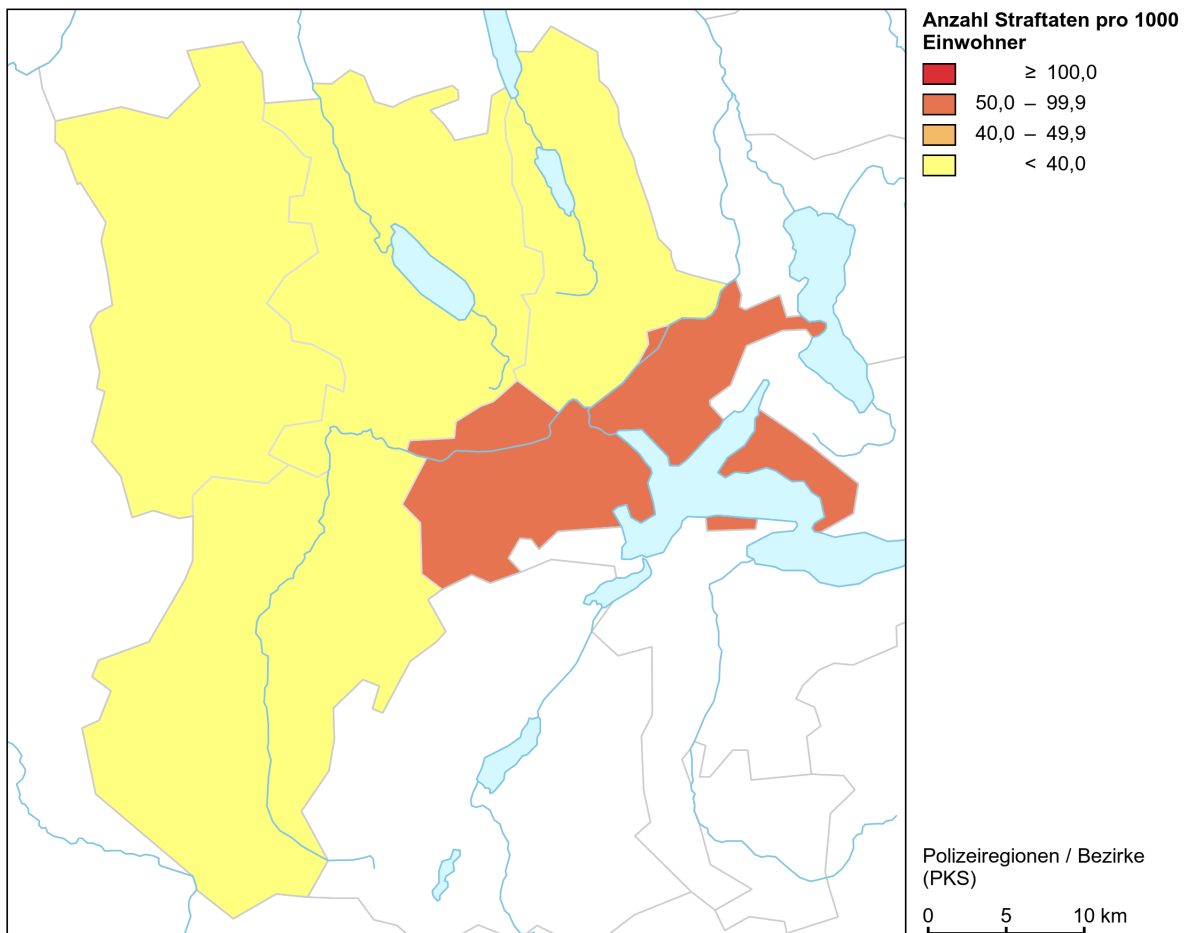 Anzahl Straftaten pro 1000
Einwohner
≥ 100,0
50,0 – 99,9
40,0 – 49,9
< 40,0
Polizeiregionen / Bezirke
(PKS)
0 5 10 km